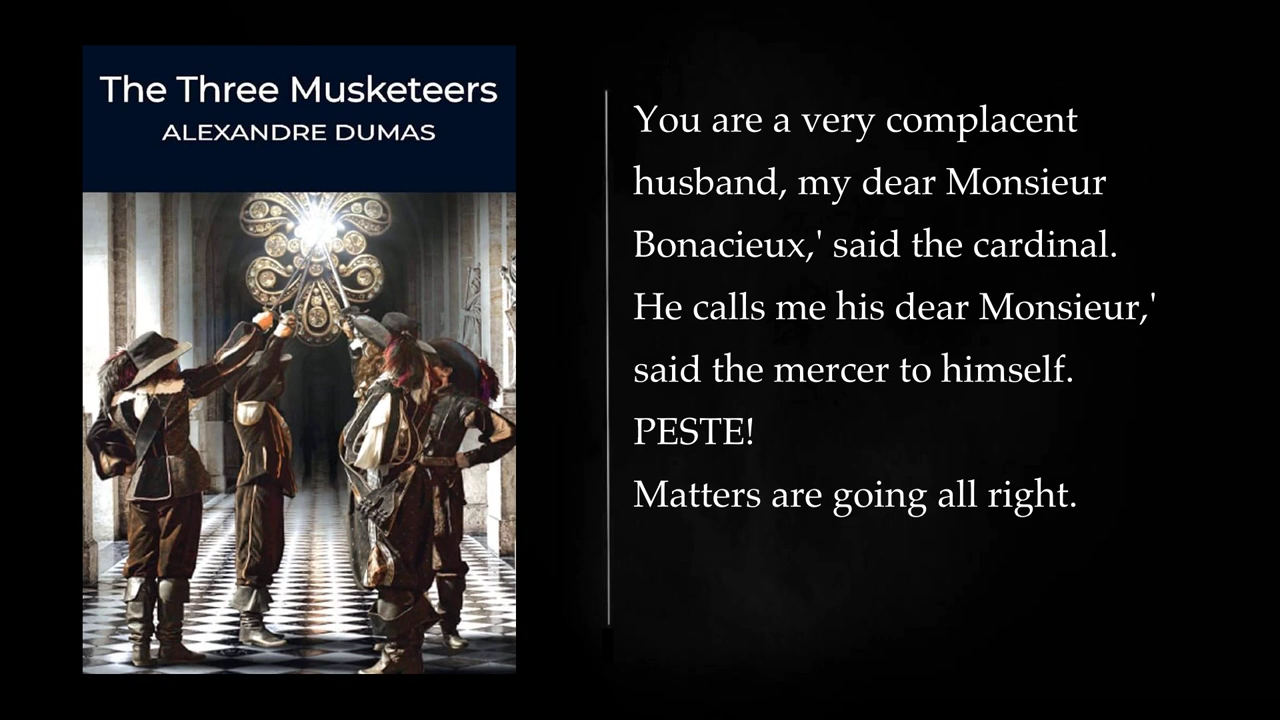 The Three Musketeers
ALEXANDRE DUMAS
You are a very complacent
husband, my dear Monsieur
Bonacieux,' said the cardinal.
He calls me his dear Monsieur,'
said the mercer to himself.
PESTE!
Matters are going all right.